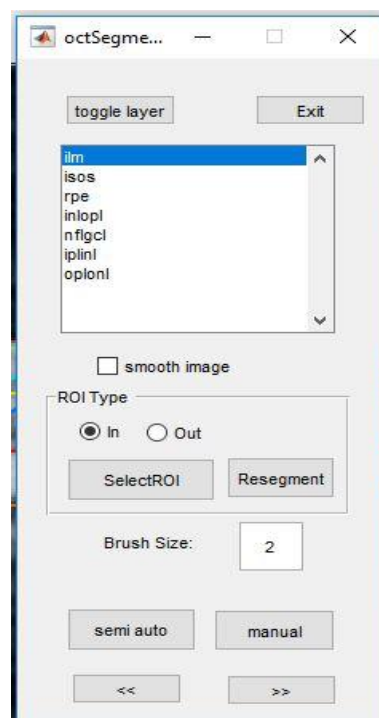 octSegme...
toggle layer Exit
ilm
isos
rpe
inlopl
nflgcl
iplinl
oplonl
smooth image
ROI Type
In Out
SelectROI Resegment
Brush Size: 2
semi auto manual
<< >>